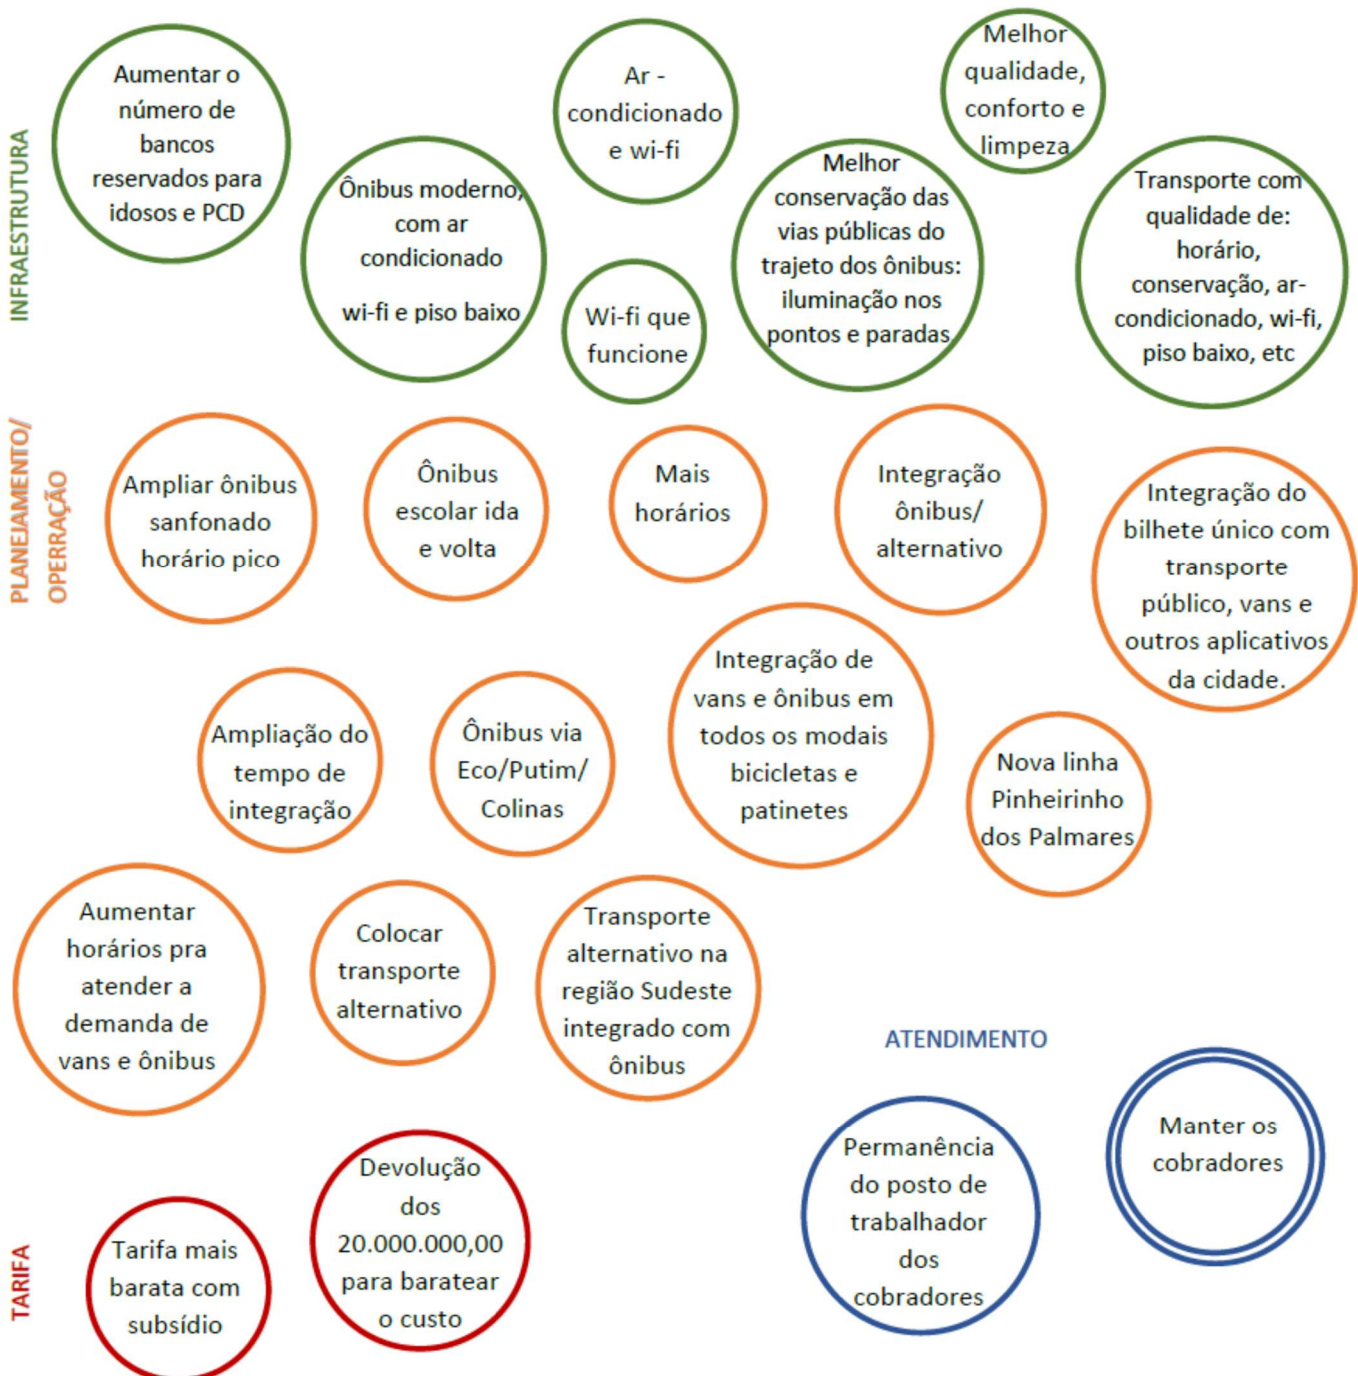 INFRAESTRUTURA
Aumentar o
número de
bancos
reservados para
idosos e PCD
Ônibus moderno,
com ar
condicionado
wi-fi e piso baixo
Ar -
condicionado
e wi-fi
Wi-fi que
funcione
Melhor
conservação das
vias públicas do
trajeto dos ônibus:
iluminação nos
pontos e paradas
Melhor
qualidade,
conforto e
limpeza
Transporte com
qualidade de:
horário,
conservação, ar-
condicionado, wi-fi,
piso baixo, etc
PLANEJAMENTO/
OPERRAÇÃO
Ampliar ônibus
sanfonado
horário pico
Ônibus
escolar ida
e volta
Mais
horários
Integração
ônibus/
alternativo
Integração do
bilhete único com
transporte
público, vans e
outros aplicativos
da cidade.
Ampliação do
tempo de
integração
Ônibus via
Eco/Putim/
Colinas
Integração de
vans e ônibus em
todos os modais
bicicletas e
patinetes
Nova linha
Pinheirinho
dos Palmares
Aumentar
horários pra
atender a
demanda de
vans e ônibus
Colocar
transporte
alternativo
Transporte
alternativo na
região Sudeste
integrado com
ônibus
ATENDIMENTO
Permanência
do posto de
trabalhador
dos
cobradores
Manter os
cobradores
TARIFA
Tarifa mais
barata com
subsídio
Devolução
dos
20.000.000,00
para baratear
o custo